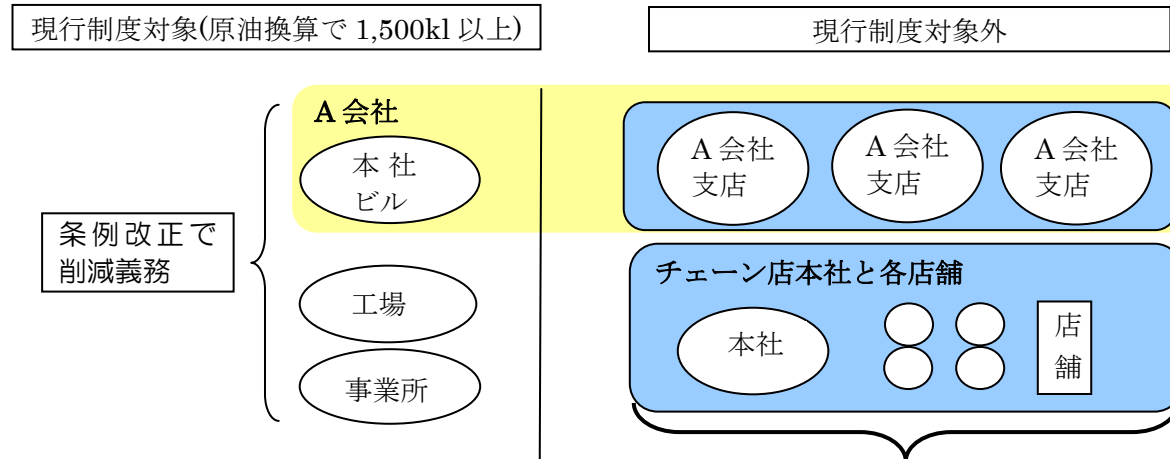 現行制度対象(原油換算で 1,500kl 以上)
現行制度対象外
A 会社
本 社
ビル
A 会社
支店
A 会社
支店
A 会社
支店
条例改正で
削減義務
工場
事業所
チェーン店本社と各店舗
本社
店
舗